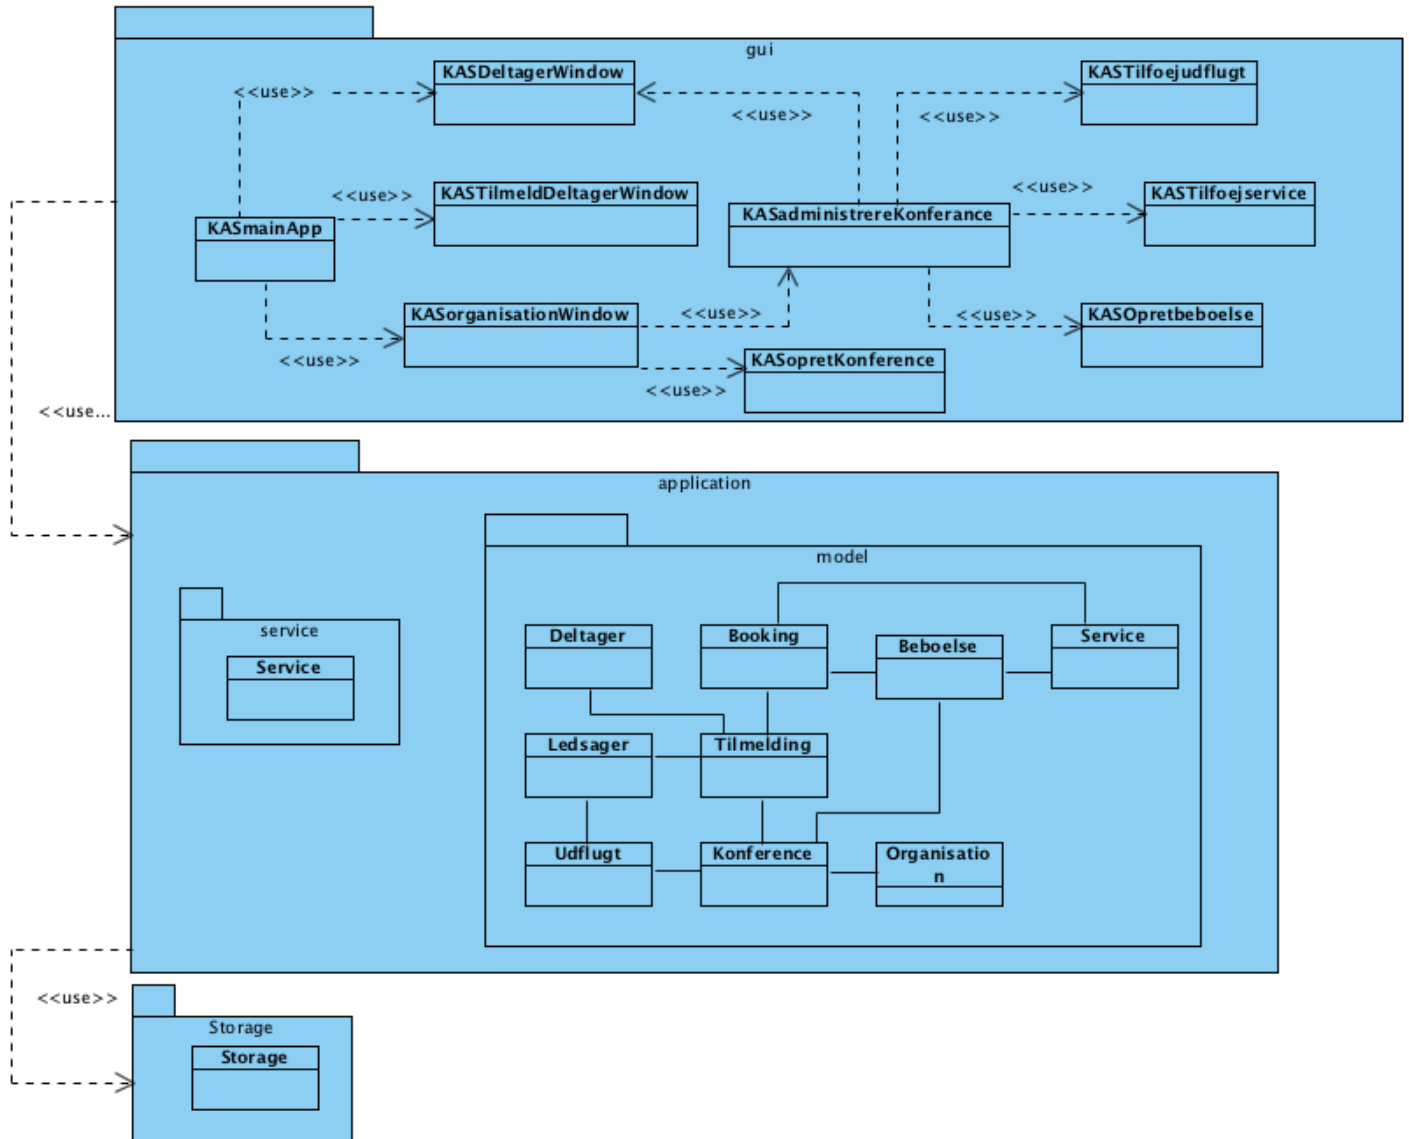 gui
KASDeltagerWindow
KASTilfoejudflugt
<<use>>
<<use>>
<<use>>
KASTilmeldDeltagerWindow
<<use>>
KASmainApp
KASadministrereKonferance
<<use>>
KASTilfoejservice
KASorganisationWindow
<<use>>
<<use>>
KASOpretbeboelse
<<use>>
KASopretKonference
<<use>>
<<use...
application
model
service
Service
Deltager
Booking
Beboelse
Service
Ledsager
Tilmelding
Udflugt
Konference
Organisatio
n
<<use>>
Storage
Storage